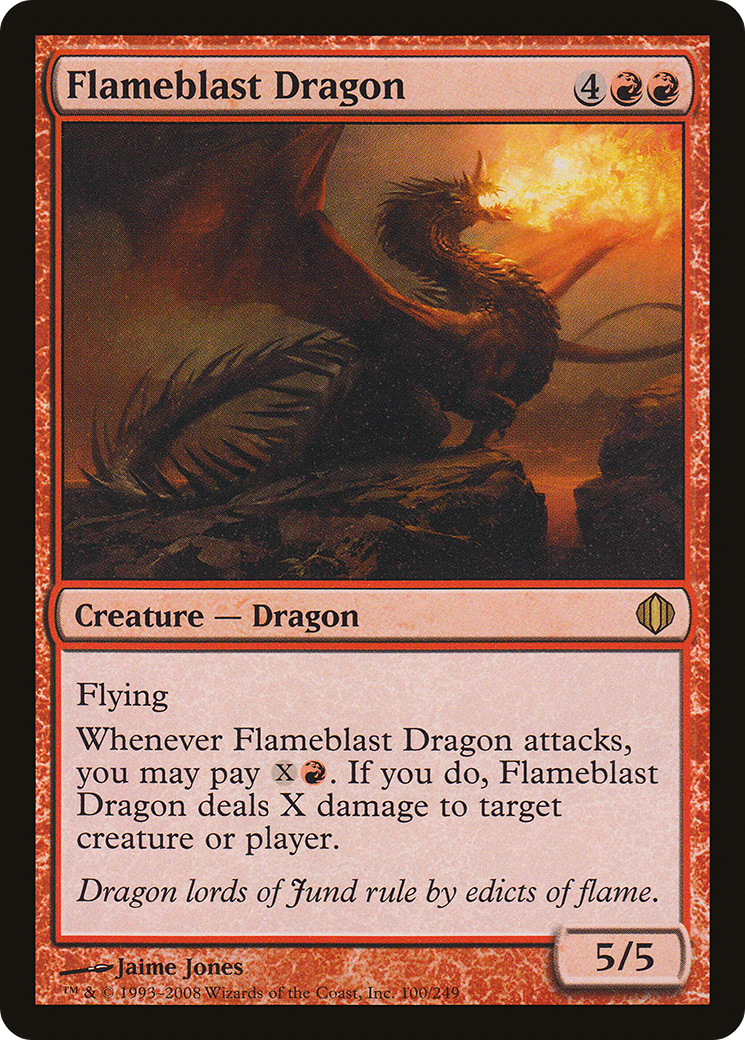 Flameblast Dragon 4
Creature — Dragon
Flying
Whenever Flameblast Dragon attacks,
you may pay X . If you do, Flameblast
Dragon deals X damage to target
creature or player.
Dragon lords of Jund rule by edicts of flame.
5/5
Jaime Jones
™ & © 1993–2008 Wizards of the Coast, Inc. 100/249